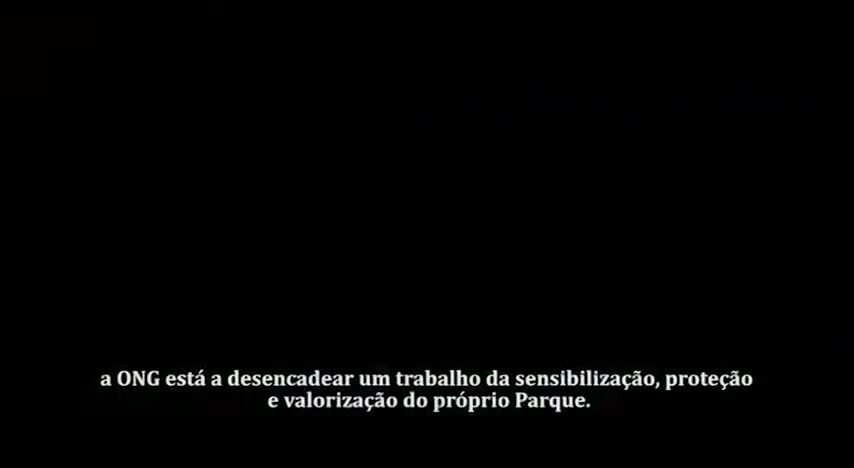 a ONG está a desencadear um trabalho da sensibilização, proteção
e valorização do próprio Parque.